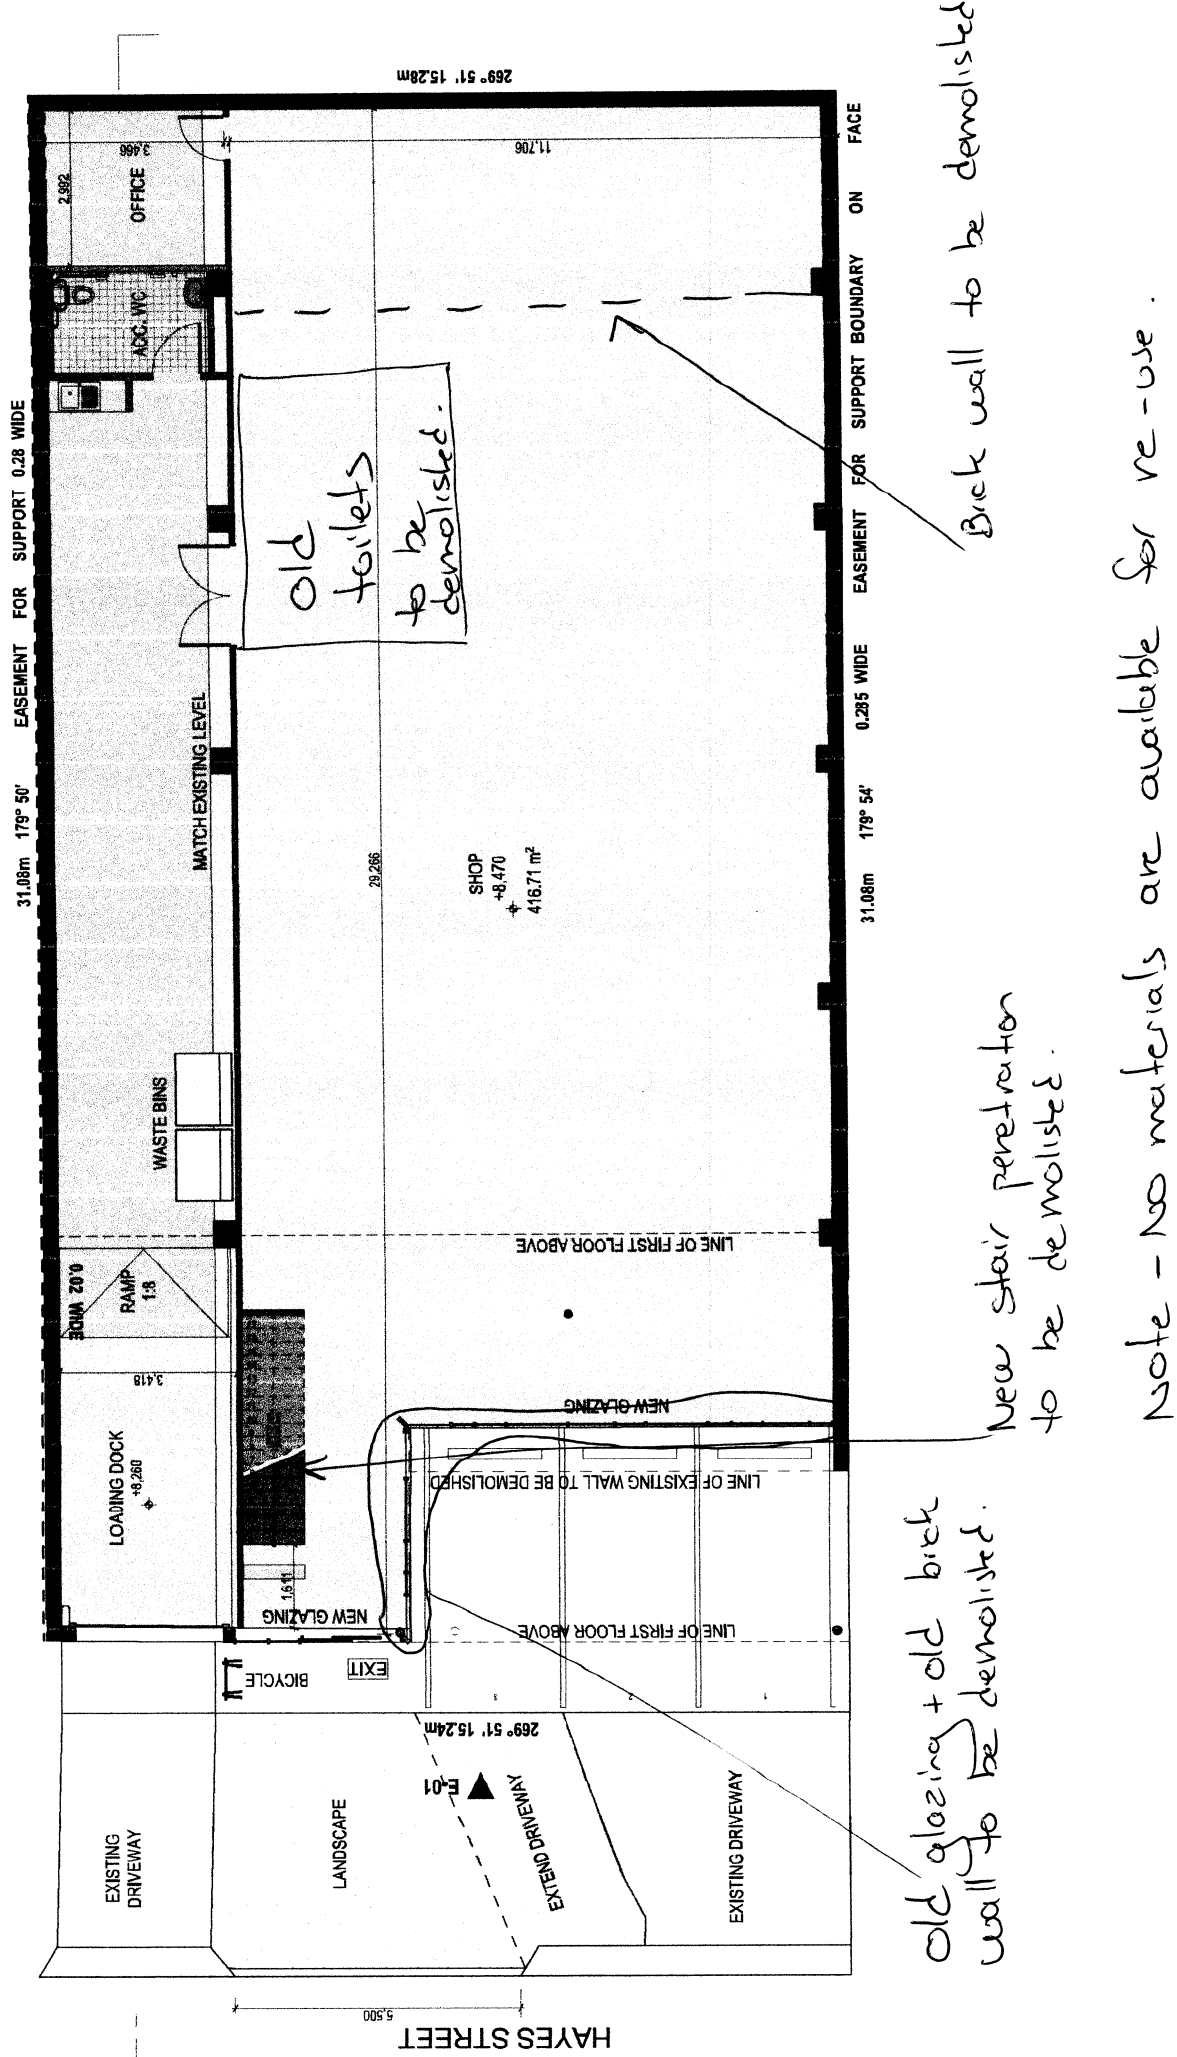 269° 51' 15.28m
31.08m 179° 50' EASEMENT FOR SUPPORT 0.28 WIDE
2,992
3,466
OFFICE
11,706
ACC. WC
MATCH EXISTING LEVEL
WASTE BINS
RAMP
1:8
0.02 WIDE
3,418
LOADING DOCK
+8,260
old
toilets
to be
demolished.
29,266
SHOP
+8,470
416.71 m²
LINE OF FIRST FLOOR ABOVE
NEW GLAZING
LINE OF EXISTING WALL TO BE DEMOLISHED
1,611
NEW GLAZING
LINE OF FIRST FLOOR ABOVE
EXIT
BICYCLE
3
2
1
31.08m 179° 54' 0.285 WIDE EASEMENT FOR SUPPORT BOUNDARY ON FACE
269° 51' 15.24m
E-01
EXISTING
DRIVEWAY
LANDSCAPE
EXTEND DRIVEWAY
EXISTING DRIVEWAY
5,500
HAYES STREET
old glazing + old brick
wall to be demolished.
New stair penetration
to be demolished.
Brick wall to be demolished
Note - No materials are available for re-use.